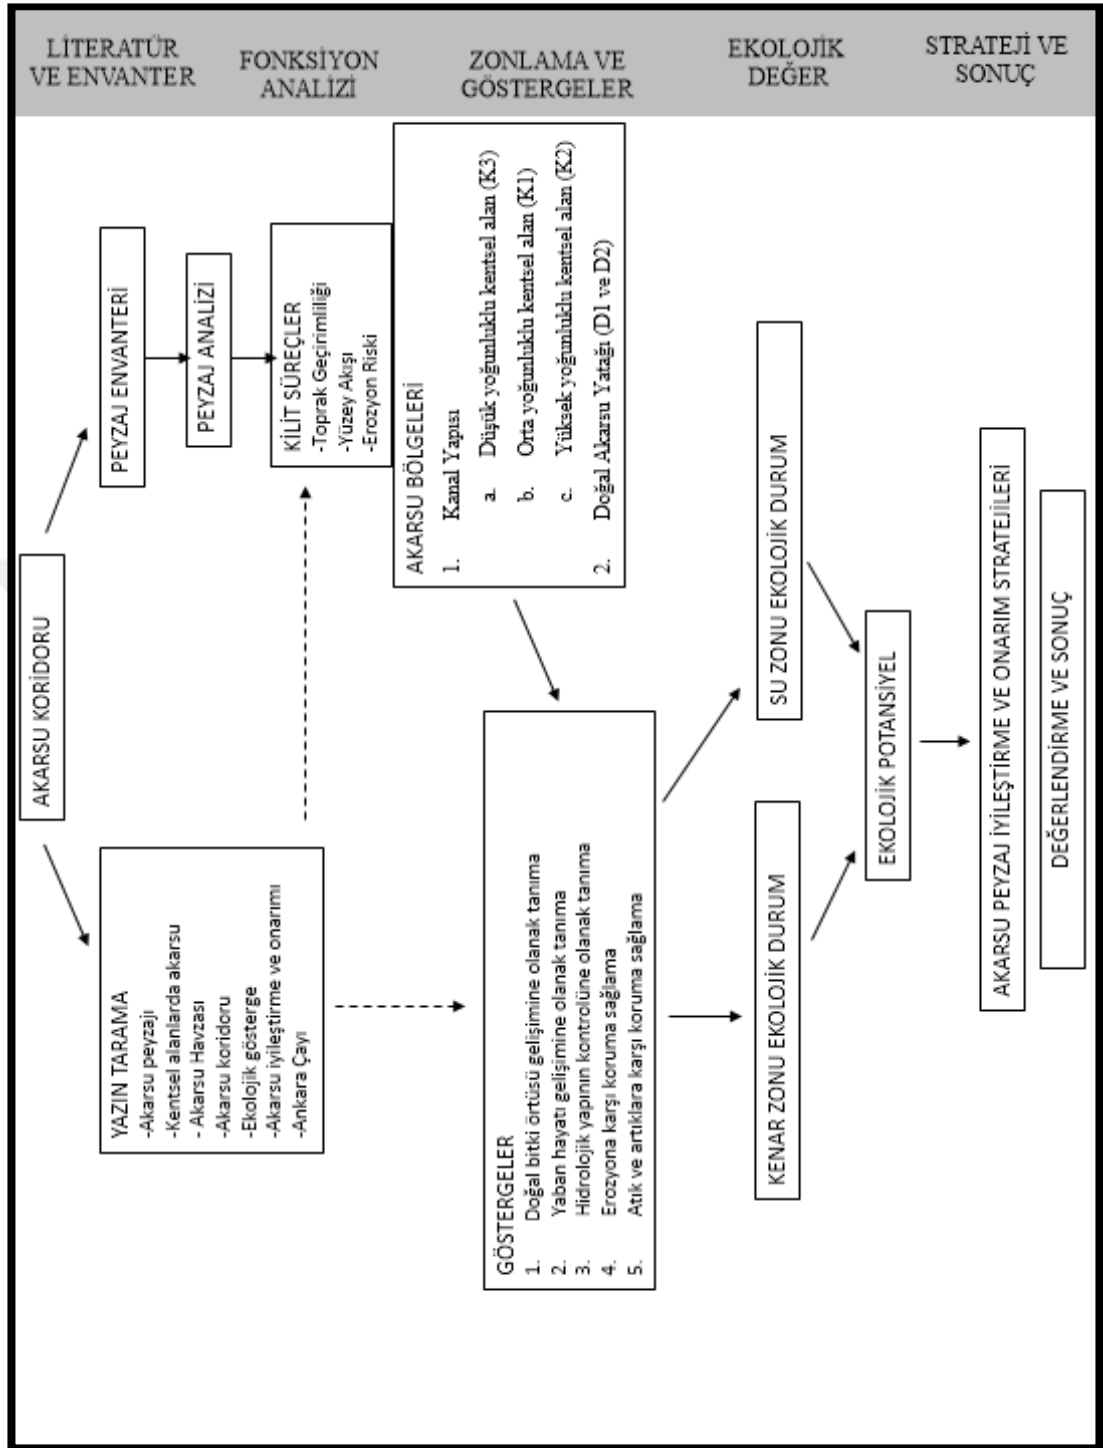 LİTERATÜR
VE ENVANTER
FONKSİYON
ANALİZİ
ZONLAMA VE
GÖSTERGELER
EKOLOJİK
DEĞER
STRATEJİ VE
SONUÇ
AKARSU KORİDORU
YAZIN TARAMA
-Akarsu peyzajı
-Kentsel alanlarda akarsu
- Akarsu Havzası
-Akarsu koridoru
-Ekolojik gösterge
-Akarsu iyileştirme ve onarımı
-Ankara Çayı
PEYZAJ ENVANTERİ
PEYZAJ ANALİZİ
KİLİT SÜREÇLER
-Toprak Geçirimliliği
-Yüzey Akışı
-Erozyon Riski
AKARSU BÖLGELERİ
1. Kanal Yapısı
a. Düşük yoğunluklu kentsel alan (K3)
b. Orta yoğunluklu kentsel alan (K1)
c. Yüksek yoğunluklu kentsel alan (K2)
2. Doğal Akarsu Yatağı (D1 ve D2)
GÖSTERGELER
1. Doğal bitki örtüsü gelişimine olanak tanıma
2. Yaban hayatı gelişimine olanak tanıma
3. Hidrolojik yapının kontrolüne olanak tanıma
4. Erozyona karşı koruma sağlama
5. Atık ve artıklara karşı koruma sağlama
KENAR ZONU EKOLOJİK DURUM
SU ZONU EKOLOJİK DURUM
EKOLOJİK POTANSİYEL
AKARSU PEYZAJ İYİLEŞTİRME VE ONARIM STRATEJİLERİ
DEĞERLENDİRME VE SONUÇ